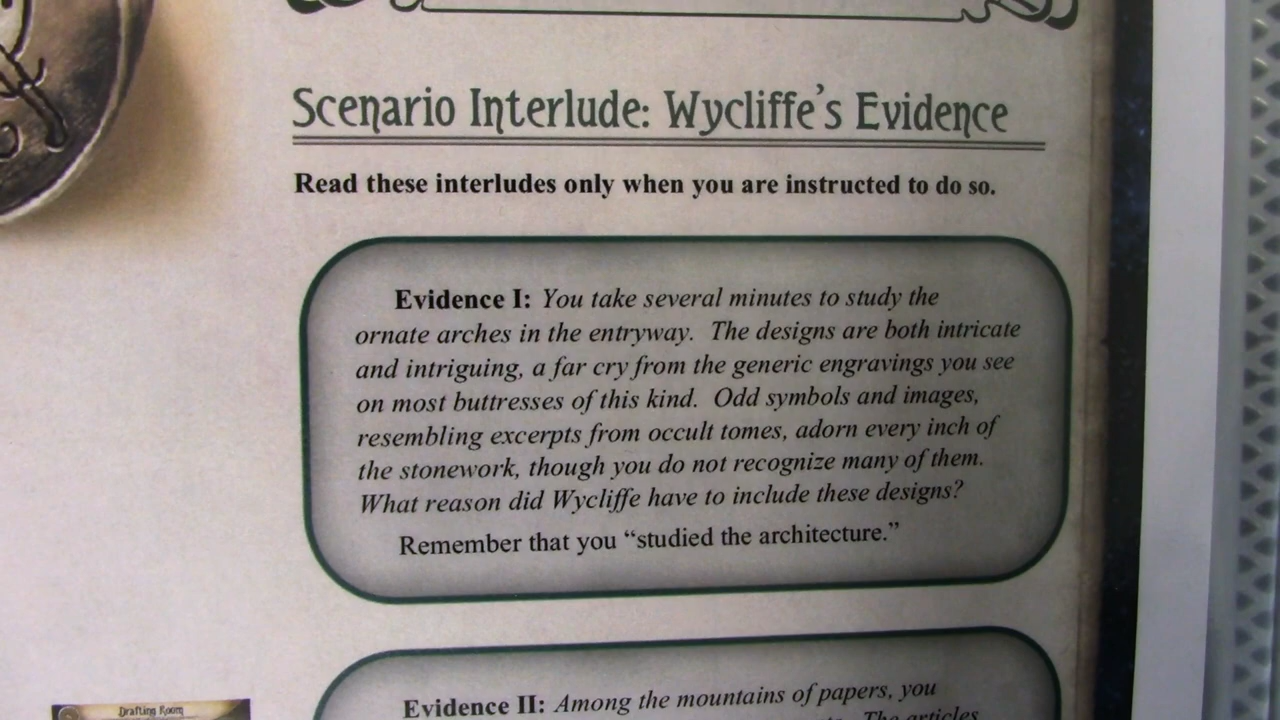 Scenario Interlude: Wycliffe's Evidence
Read these interludes only when you are instructed to do so.
Evidence I: You take several minutes to study the
ornate arches in the entryway. The designs are both intricate
and intriguing, a far cry from the generic engravings you see
on most buttresses of this kind. Odd symbols and images,
resembling excerpts from occult tomes, adorn every inch of
the stonework, though you do not recognize many of them.
What reason did Wycliffe have to include these designs?
Remember that you “studied the architecture.”
Evidence II: Among the mountains of papers, you
The articles
Drafting Room